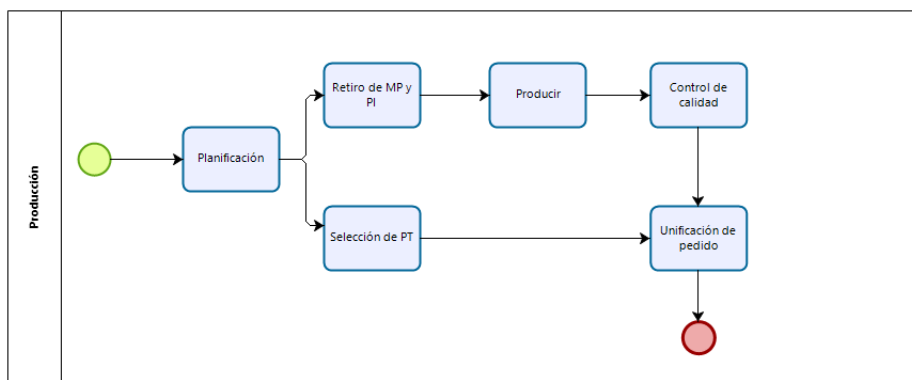 Producción
Planificación
Retiro de MP y
PI
Producir
Control de
calidad
Selección de PT
Unificación de
pedido